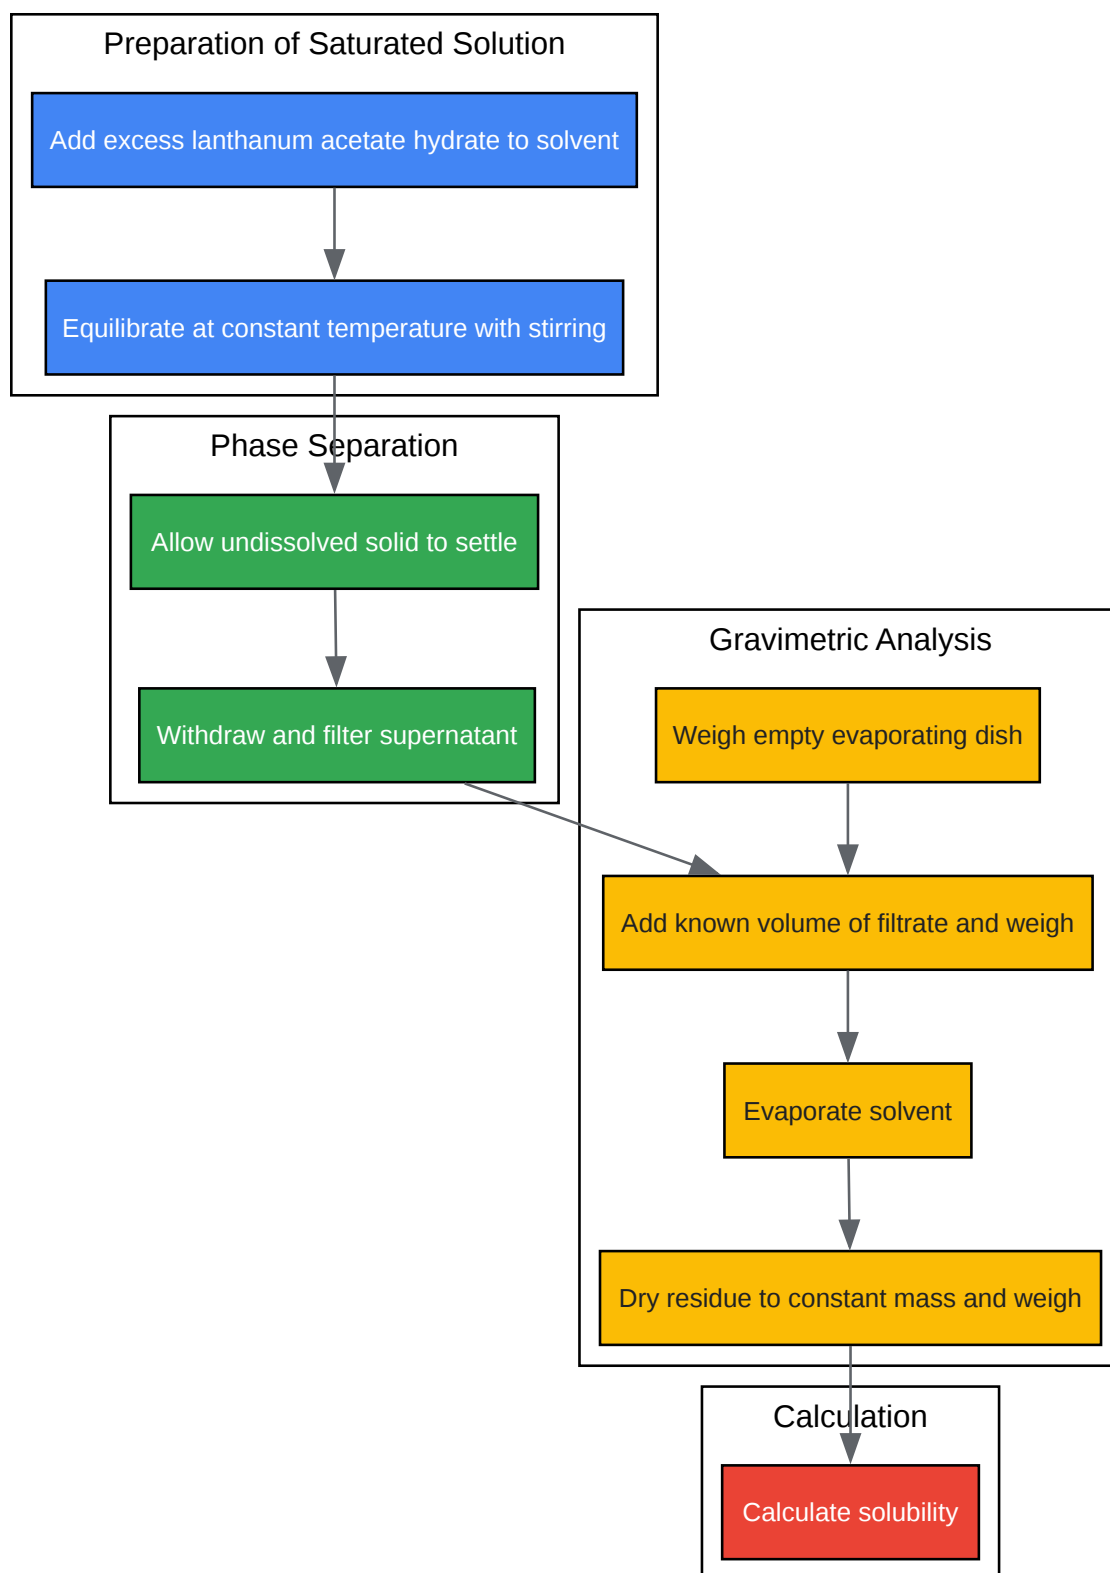 Preparation of Saturated Solution
Add excess lanthanum acetate hydrate to solvent
Equilibrate at constant temperature with stirring
Phase Separation
Allow undissolved solid to settle
Withdraw and filter supernatant
Gravimetric Analysis
Weigh empty evaporating dish
Add known volume of filtrate and weigh
Evaporate solvent
Dry residue to constant mass and weigh
Calculation
Calculate solubility